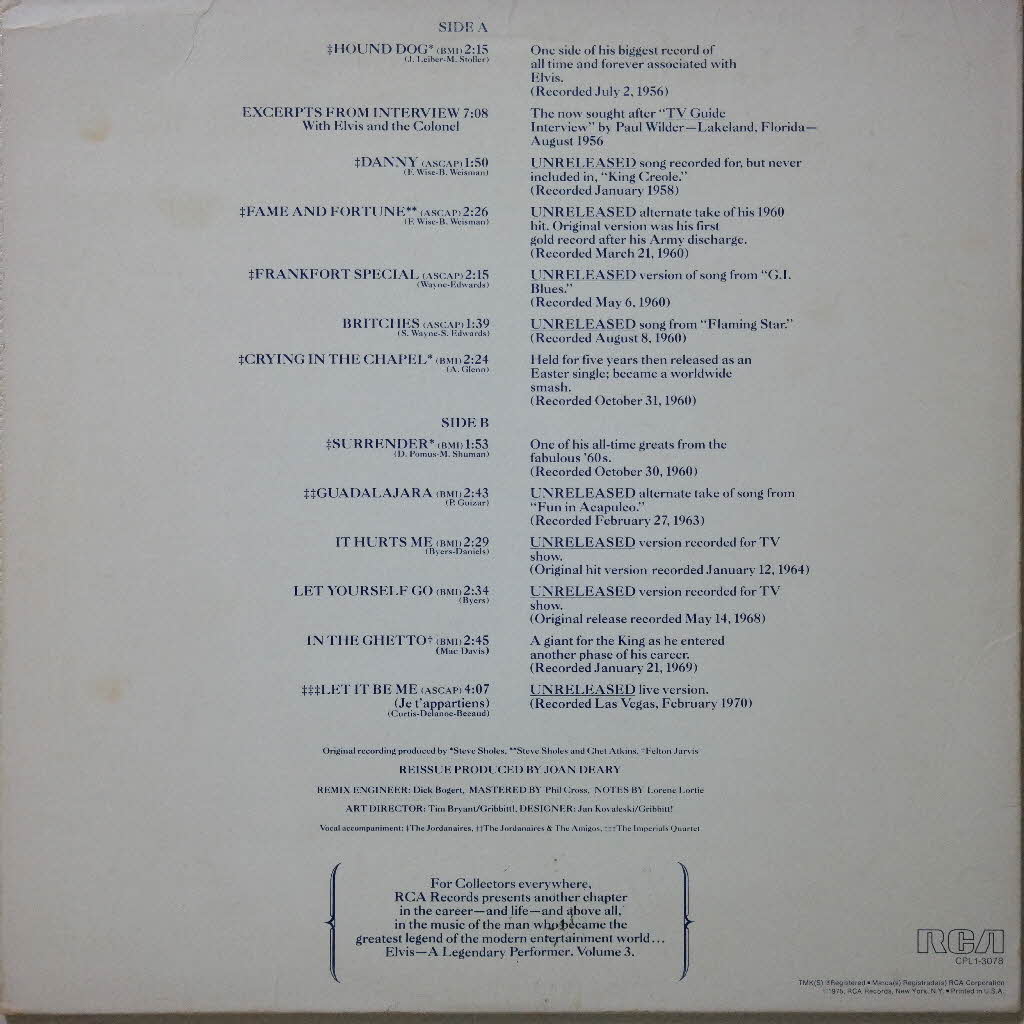 SIDE A
‡HOUND DOG* (BMI) 2:15
(J. Leiber-M. Stoller)
One side of his biggest record of
all time and forever associated with
Elvis.
(Recorded July 2, 1956)
EXCERPTS FROM INTERVIEW 7:08
With Elvis and the Colonel
The now sought after “TV Guide
Interview” by Paul Wilder—Lakeland, Florida—
August 1956
‡DANNY (ASCAP) 1:50
(F. Wise-B. Weisman)
UNRELEASED song recorded for, but never
included in, “King Creole.”
(Recorded January 1958)
‡FAME AND FORTUNE** (ASCAP) 2:26
(F. Wise-B. Weisman)
UNRELEASED alternate take of his 1960
hit. Original version was his first
gold record after his Army discharge.
(Recorded March 21, 1960)
‡FRANKFORT SPECIAL (ASCAP) 2:15
(Wayne-Edwards)
UNRELEASED version of song from “G.I.
Blues.”
(Recorded May 6, 1960)
BRITCHES (ASCAP) 1:39
(S. Wayne-S. Edwards)
UNRELEASED song from “Flaming Star.”
(Recorded August 8, 1960)
‡CRYING IN THE CHAPEL* (BMI) 2:24
(A. Glenn)
Held for five years then released as an
Easter single; became a worldwide
smash.
(Recorded October 31, 1960)
SIDE B
‡SURRENDER* (BMI) 1:53
(D. Pomus-M. Shuman)
One of his all-time greats from the
fabulous ’60s.
(Recorded October 30, 1960)
‡‡GUADALAJARA (BMI) 2:43
(P. Guizar)
UNRELEASED alternate take of song from
“Fun in Acapulco.”
(Recorded February 27, 1963)
IT HURTS ME (BMI) 2:29
(Byers-Daniels)
UNRELEASED version recorded for TV
show.
(Original hit version recorded January 12, 1964)
LET YOURSELF GO (BMI) 2:34
(Byers)
UNRELEASED version recorded for TV
show.
(Original release recorded May 14, 1968)
IN THE GHETTO† (BMI) 2:45
(Mac Davis)
A giant for the King as he entered
another phase of his career.
(Recorded January 21, 1969)
‡‡‡LET IT BE ME (ASCAP) 4:07
(Je t'appartiens)
(Curtis-Delanoe-Becaud)
UNRELEASED live version.
(Recorded Las Vegas, February 1970)
Original recording produced by *Steve Sholes, **Steve Sholes and Chet Atkins, †Felton Jarvis
REISSUE PRODUCED BY JOAN DEARY
REMIX ENGINEER: Dick Bogert, MASTERED BY Phil Cross, NOTES BY Lorene Lortie
ART DIRECTOR: Tim Bryant/Gribbitt!, DESIGNER: Jan Kovaleski/Gribbitt!
Vocal accompaniment: ‡The Jordanaires, ‡‡The Jordanaires & The Amigos, ‡‡‡The Imperials Quartet
For Collectors everywhere,
RCA Records presents another chapter
in the career—and life—and above all,
in the music of the man who became the
greatest legend of the modern entertainment world...
Elvis—A Legendary Performer, Volume 3.
RCA
CPL1-3078
TMK(S) ®Registered • Marca(s) Registrada(s) RCA Corporation
RCA Records, New York, N.Y. • Printed in U.S.A.